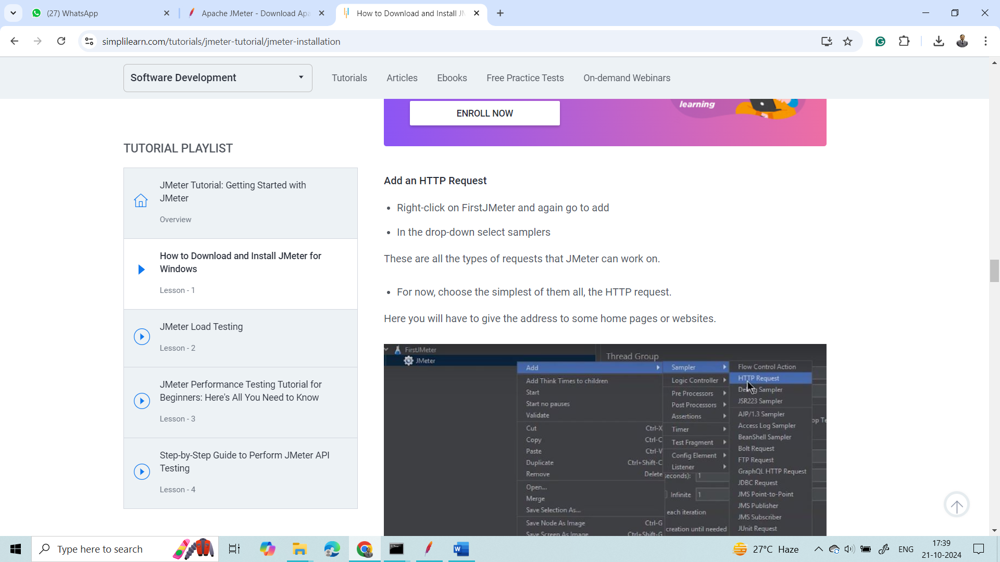 (27) WhatsApp
Apache JMeter - Download Apa
How to Download and Install JM
simplilearn.com/tutorials/jmeter-tutorial/jmeter-installation
Software Development
Tutorials
Articles
Ebooks
Free Practice Tests
On-demand Webinars
learning
ENROLL NOW
TUTORIAL PLAYLIST
JMeter Tutorial: Getting Started with
JMeter
Overview
How to Download and Install JMeter for
Windows
Lesson - 1
JMeter Load Testing
Lesson - 2
JMeter Performance Testing Tutorial for
Beginners: Here's All You Need to Know
Lesson - 3
Step-by-Step Guide to Perform JMeter API
Testing
Lesson - 4
Add an HTTP Request
• Right-click on FirstJMeter and again go to add
• In the drop-down select samplers
These are all the types of requests that JMeter can work on.
• For now, choose the simplest of them all, the HTTP request.
Here you will have to give the address to some home pages or websites.
FirstJMeter
JMeter
Thread Group
Add
Add Think Times to children
Start
Start no pauses
Validate
Cut Ctrl-X
Copy Ctrl-C
Paste Ctrl-V
Duplicate Ctrl+Shift-C
Remove Delete
Open...
Merge
Save Selection As...
Save Node As Image Ctrl-G
Save Screen As Image Ctrl+Shift-G
Sampler
Logic Controller
Pre Processors
Post Processors
Assertions
Timer
Test Fragment
Config Element
Listener
seconds): 1
Infinite 1
each iteration
creation until needed
Flow Control Action
HTTP Request
Debug Sampler
JSR223 Sampler
AJP/1.3 Sampler
Access Log Sampler
BeanShell Sampler
Bolt Request
FTP Request
GraphQL HTTP Request
JDBC Request
JMS Point-to-Point
JMS Publisher
JMS Subscriber
JUnit Request
op Te
Type here to search
27°C Haze
ENG
17:39
21-10-2024